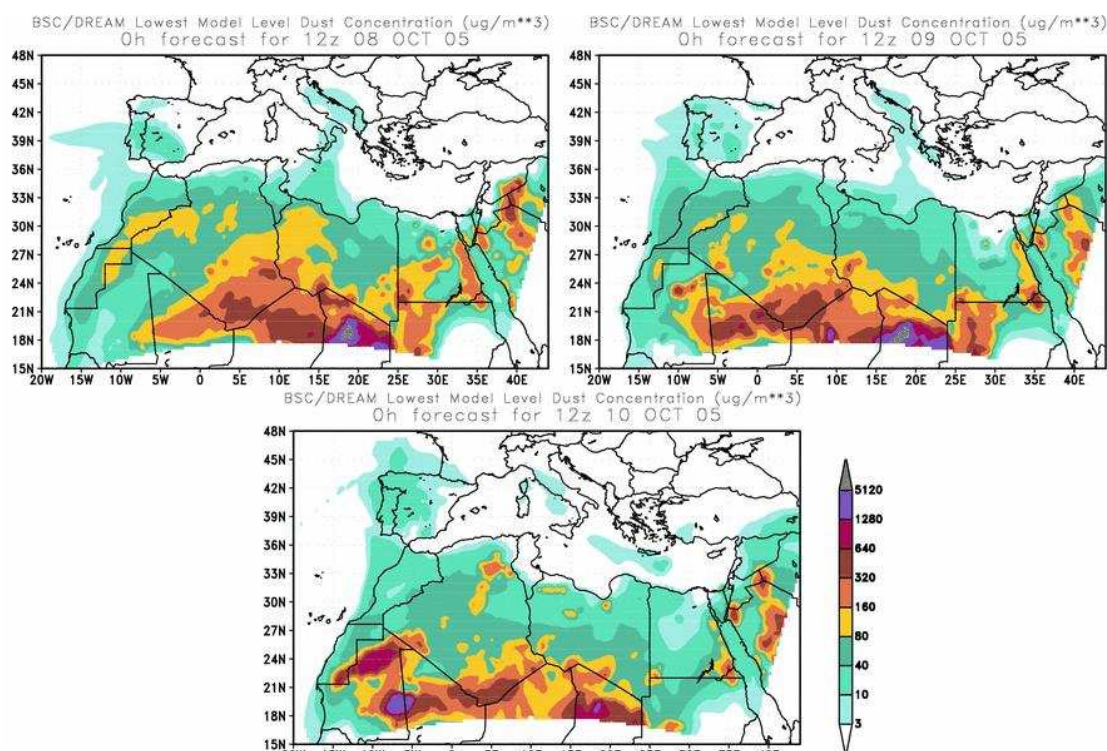 BSC/DREAM Lowest Model Level Dust Concentration (ug/m**3)
0h forecast for 12z 08 OCT 05
48N
45N
42N
39N
36N
33N
30N
27N
24N
21N
18N
15N
20W 15W 10W 5W 0 5E 10E 15E 20E 25E 30E 35E 40E
BSC/DREAM Lowest Model Level Dust Concentration (ug/m**3)
0h forecast for 12z 09 OCT 05
48N
45N
42N
39N
36N
33N
30N
27N
24N
21N
18N
15N
20W 15W 10W 5W 0 5E 10E 15E 20E 25E 30E 35E 40E
BSC/DREAM Lowest Model Level Dust Concentration (ug/m**3)
0h forecast for 12z 10 OCT 05
48N
45N
42N
39N
36N
33N
30N
27N
24N
21N
18N
15N
5120
1280
640
320
160
80
40
10
3